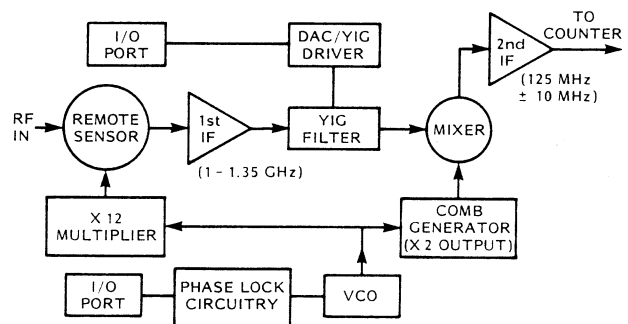 TO
COUNTER
I/O
PORT
DAC/YIG
DRIVER
2nd
IF
(125 MHz
± 10 MHz)
RF
IN
REMOTE
SENSOR
1st
IF
(1 - 1.35 GHz)
YIG
FILTER
MIXER
X 12
MULTIPLIER
COMB
GENERATOR
(X 2 OUTPUT)
I/O
PORT
PHASE LOCK
CIRCUITRY
VCO